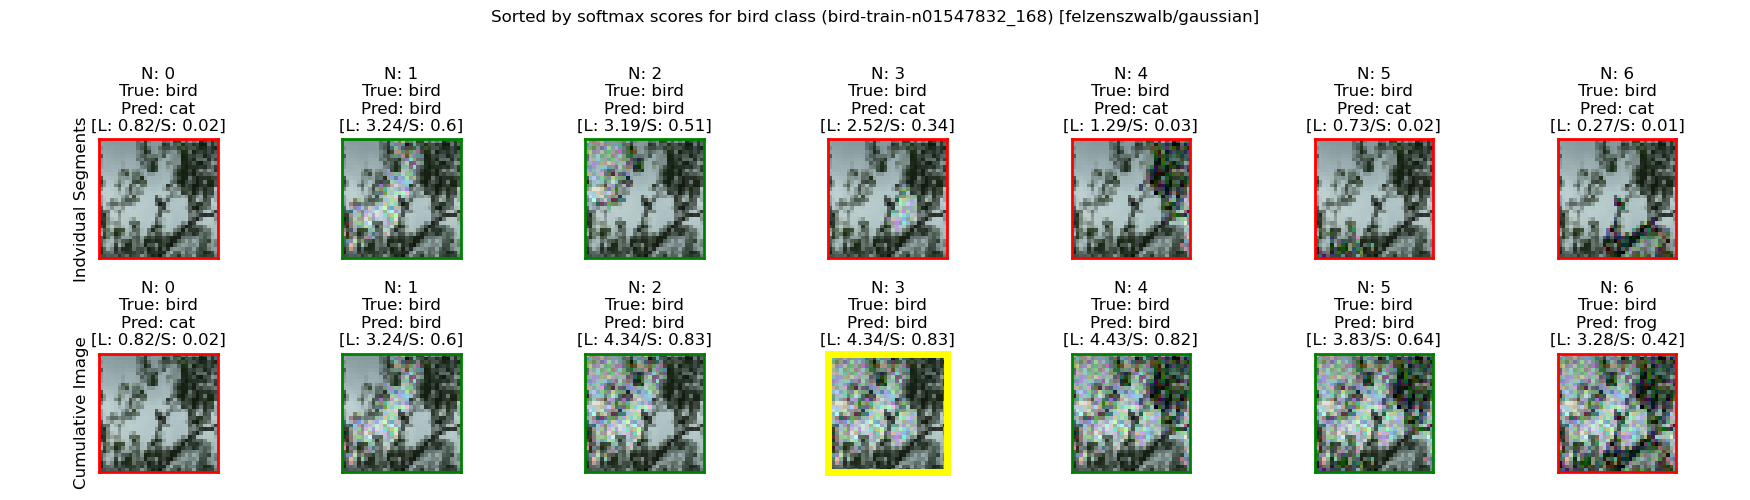 Sorted by softmax scores for bird class (bird-train-n01547832_168) [felzenszwalb/gaussian]
Indvidual Segments
N: 0
True: bird
Pred: cat
[L: 0.82/S: 0.02]
N: 1
True: bird
Pred: bird
[L: 3.24/S: 0.6]
N: 2
True: bird
Pred: bird
[L: 3.19/S: 0.51]
N: 3
True: bird
Pred: cat
[L: 2.52/S: 0.34]
N: 4
True: bird
Pred: cat
[L: 1.29/S: 0.03]
N: 5
True: bird
Pred: cat
[L: 0.73/S: 0.02]
N: 6
True: bird
Pred: cat
[L: 0.27/S: 0.01]
Cumulative Image
N: 0
True: bird
Pred: cat
[L: 0.82/S: 0.02]
N: 1
True: bird
Pred: bird
[L: 3.24/S: 0.6]
N: 2
True: bird
Pred: bird
[L: 4.34/S: 0.83]
N: 3
True: bird
Pred: bird
[L: 4.34/S: 0.83]
N: 4
True: bird
Pred: bird
[L: 4.43/S: 0.82]
N: 5
True: bird
Pred: bird
[L: 3.83/S: 0.64]
N: 6
True: bird
Pred: frog
[L: 3.28/S: 0.42]